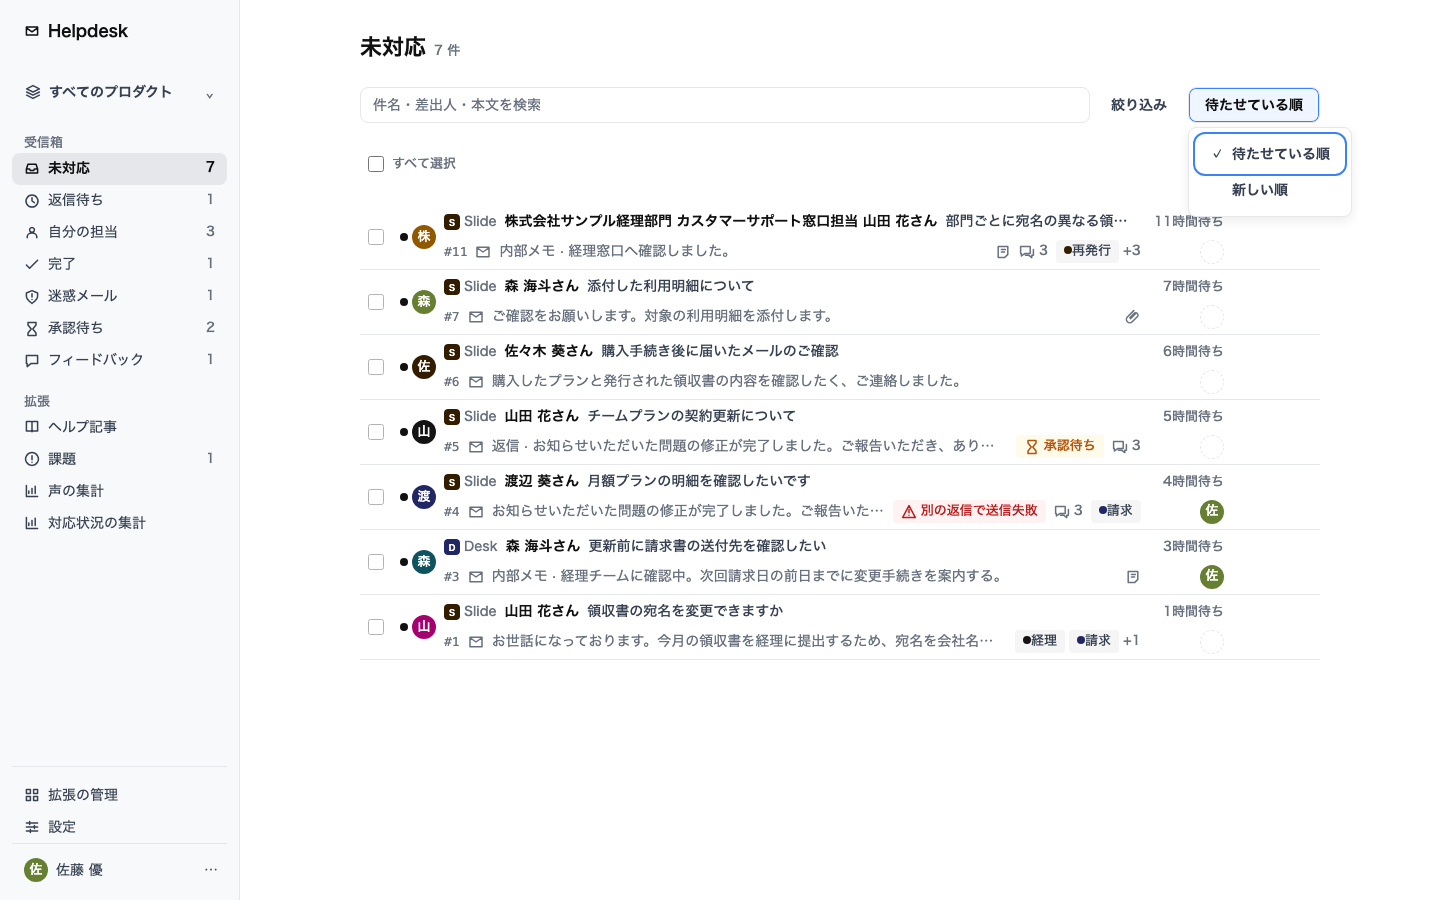 Helpdesk
すべてのプロダクト
受信箱
未対応 7
返信待ち 1
自分の担当 3
完了 1
迷惑メール 1
承認待ち 2
フィードバック 1
拡張
ヘルプ記事
課題 1
声の集計
対応状況の集計
拡張の管理
設定
佐 佐藤 優 …
未対応 7 件
件名・差出人・本文を検索 絞り込み 待たせている順
✓ 待たせている順
新しい順
すべて選択
株 S Slide 株式会社サンプル経理部門 カスタマーサポート窓口担当 山田 花さん 部門ごとに宛名の異なる領… 11時間待ち
#11 内部メモ · 経理窓口へ確認しました。 3 再発行 +3
森 S Slide 森 海斗さん 添付した利用明細について 7時間待ち
#7 ご確認をお願いします。対象の利用明細を添付します。
佐 S Slide 佐々木 葵さん 購入手続き後に届いたメールのご確認 6時間待ち
#6 購入したプランと発行された領収書の内容を確認したく、ご連絡しました。
山 S Slide 山田 花さん チームプランの契約更新について 5時間待ち
#5 返信 · お知らせいただいた問題の修正が完了しました。ご報告いただき、あり… 承認待ち 3
渡 S Slide 渡辺 葵さん 月額プランの明細を確認したいです 4時間待ち
#4 お知らせいただいた問題の修正が完了しました。ご報告いた… 別の返信で送信失敗 3 請求 佐
森 D Desk 森 海斗さん 更新前に請求書の送付先を確認したい 3時間待ち
#3 内部メモ · 経理チームに確認中。次回請求日の前日までに変更手続きを案内する。 佐
山 S Slide 山田 花さん 領収書の宛名を変更できますか 1時間待ち
#1 お世話になっております。今月の領収書を経理に提出するため、宛名を会社名… 経理 請求 +1